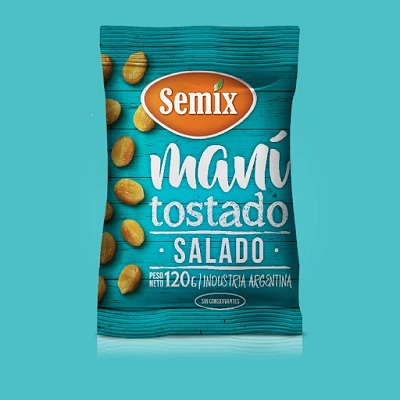 Semix
maní
tostado
· SALADO ·
PESO NETO 120G / INDUSTRIA ARGENTINA
SIN CONSERVANTES